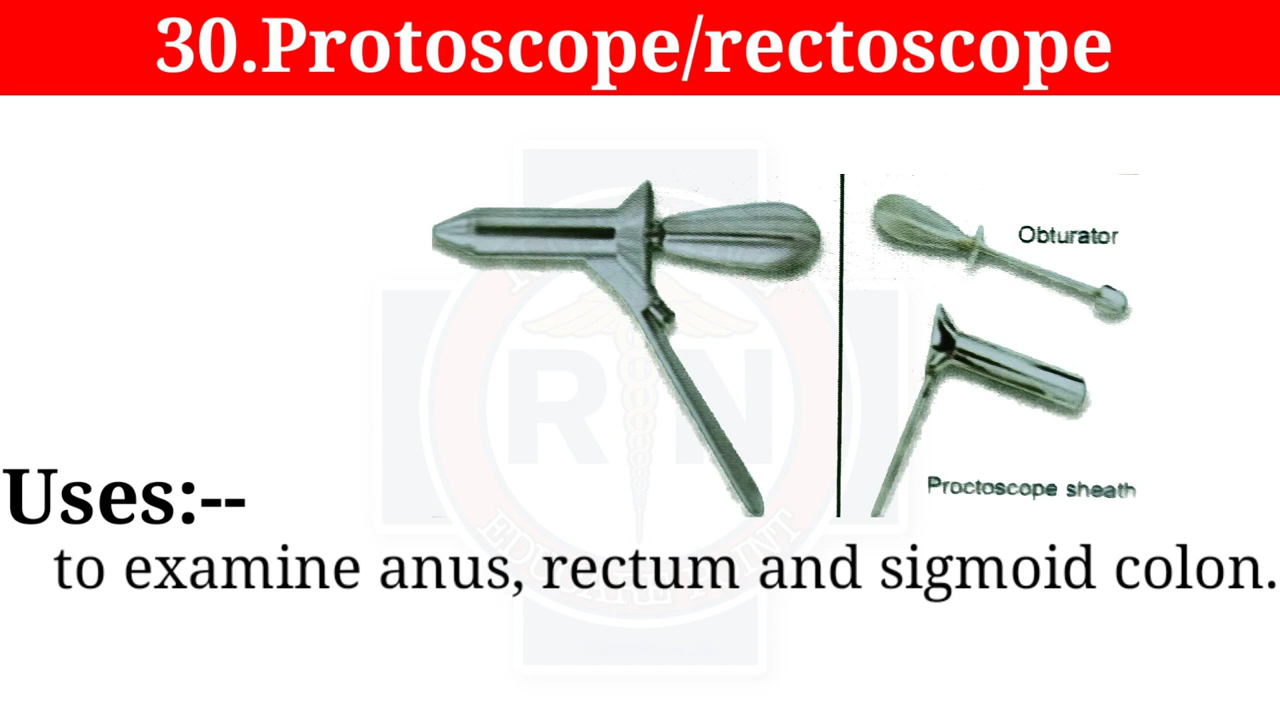 30.Protoscope/rectoscope
Obturator
Proctoscope sheath
R N
Uses:--
to examine anus, rectum and sigmoid colon.